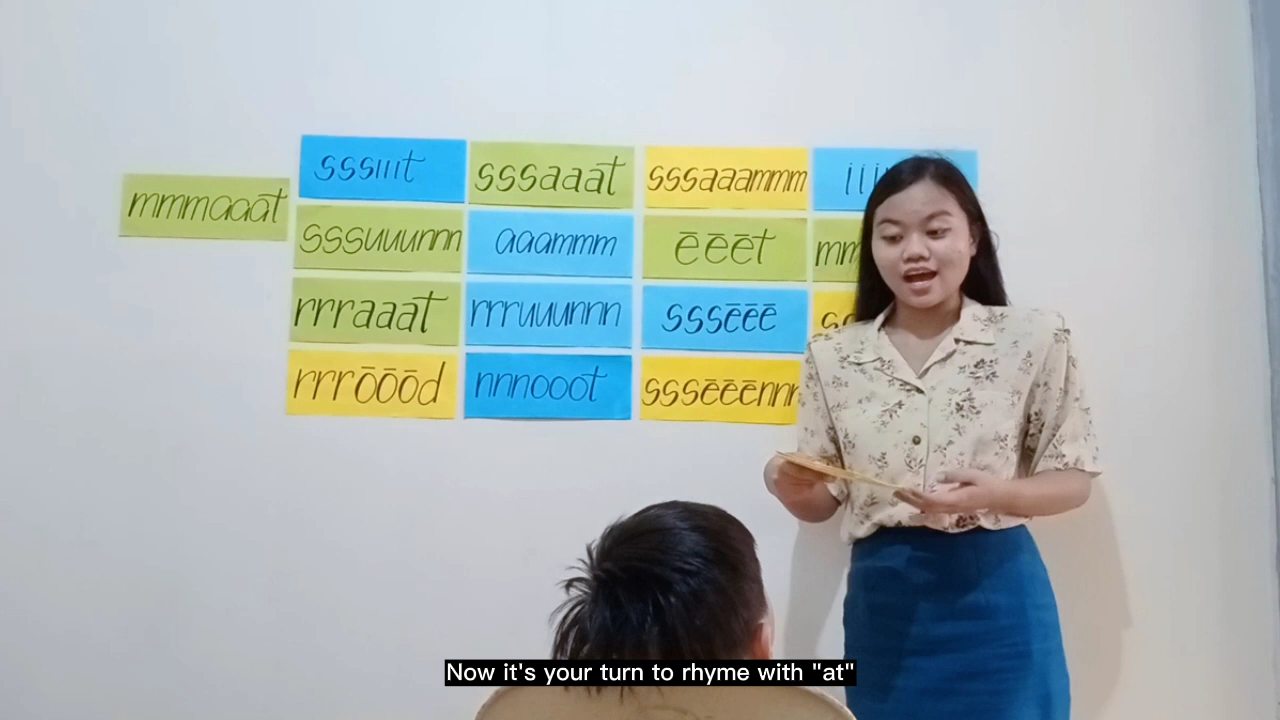 mmmaaat
sssiiit
sssaaat
sssaaammm
sssuuunnn
aaammm
ēēēt
rrraaat
rrruuunnn
sssēēē
rrrōōōd
nnnooot
Now it's your turn to rhyme with "at"